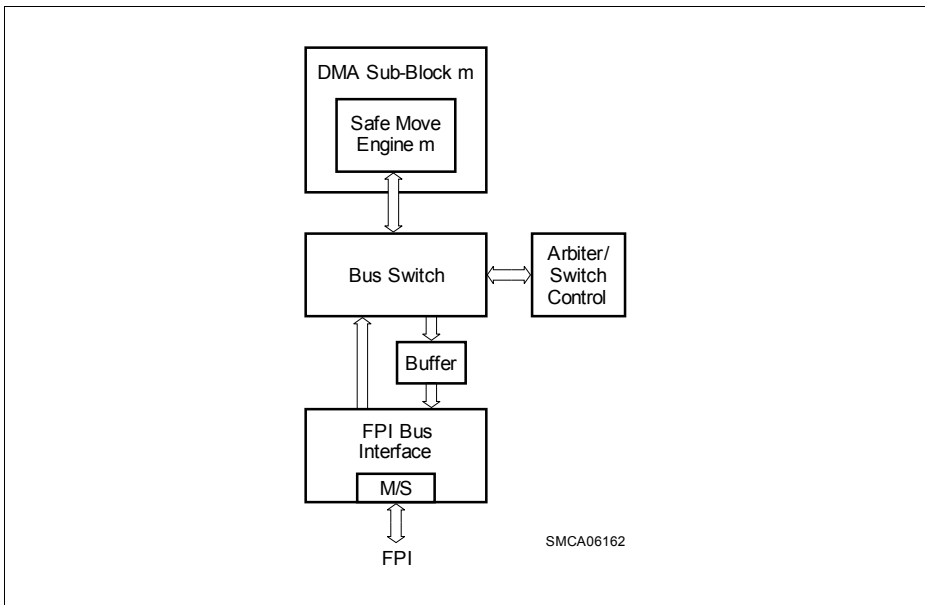 DMA Sub-Block m
Safe Move
Engine m
Bus Switch
Arbiter/
Switch
Control
Buffer
FPI Bus
Interface
M/S
FPI
SMCA06162